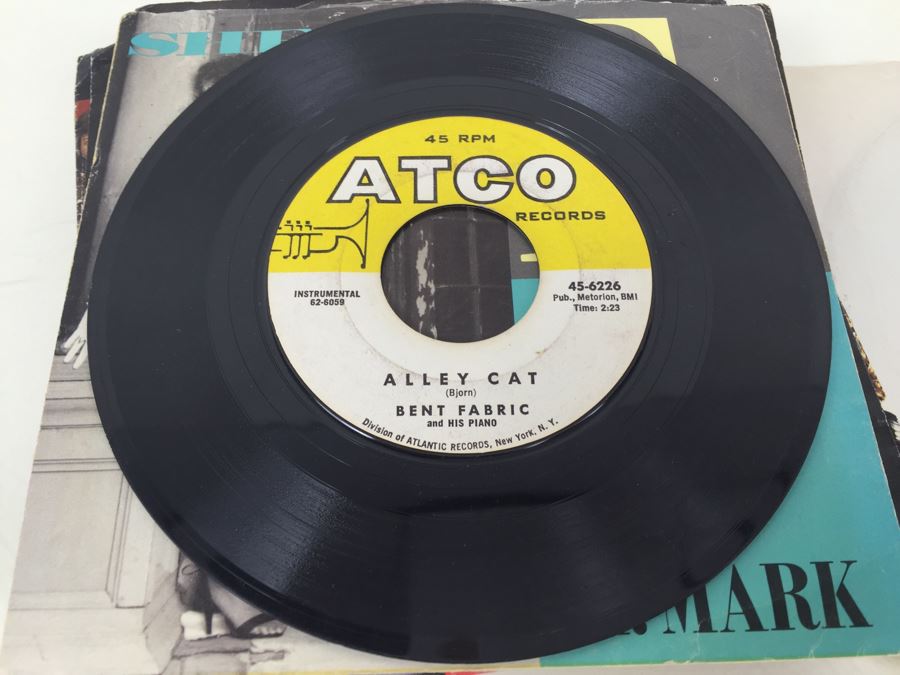 SHE
45 RPM
ATCO
RECORDS
INSTRUMENTAL
62-6059
45-6226
Pub., Metorion, BMI
Time: 2:23
ALLEY CAT
(Bjorn)
BENT FABRIC
and HIS PIANO
Division of ATLANTIC RECORDS, New York, N. Y.
MARK